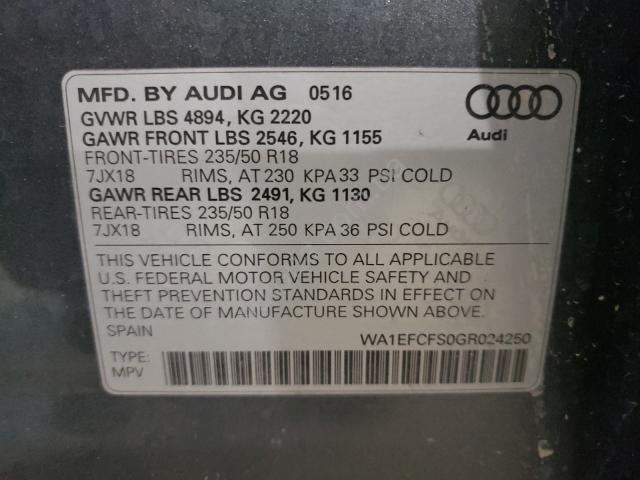 MFD. BY AUDI AG 0516
GVWR LBS 4894, KG 2220
GAWR FRONT LBS 2546, KG 1155
FRONT-TIRES 235/50 R18
7JX18 RIMS, AT 230 KPA 33 PSI COLD
GAWR REAR LBS 2491, KG 1130
REAR-TIRES 235/50 R18
7JX18 RIMS, AT 250 KPA 36 PSI COLD
Audi
THIS VEHICLE CONFORMS TO ALL APPLICABLE
U.S. FEDERAL MOTOR VEHICLE SAFETY AND
THEFT PREVENTION STANDARDS IN EFFECT ON
THE DATE OF MANUFACTURE SHOWN ABOVE.
SPAIN WA1EFCFS0GR024250
TYPE:
MPV